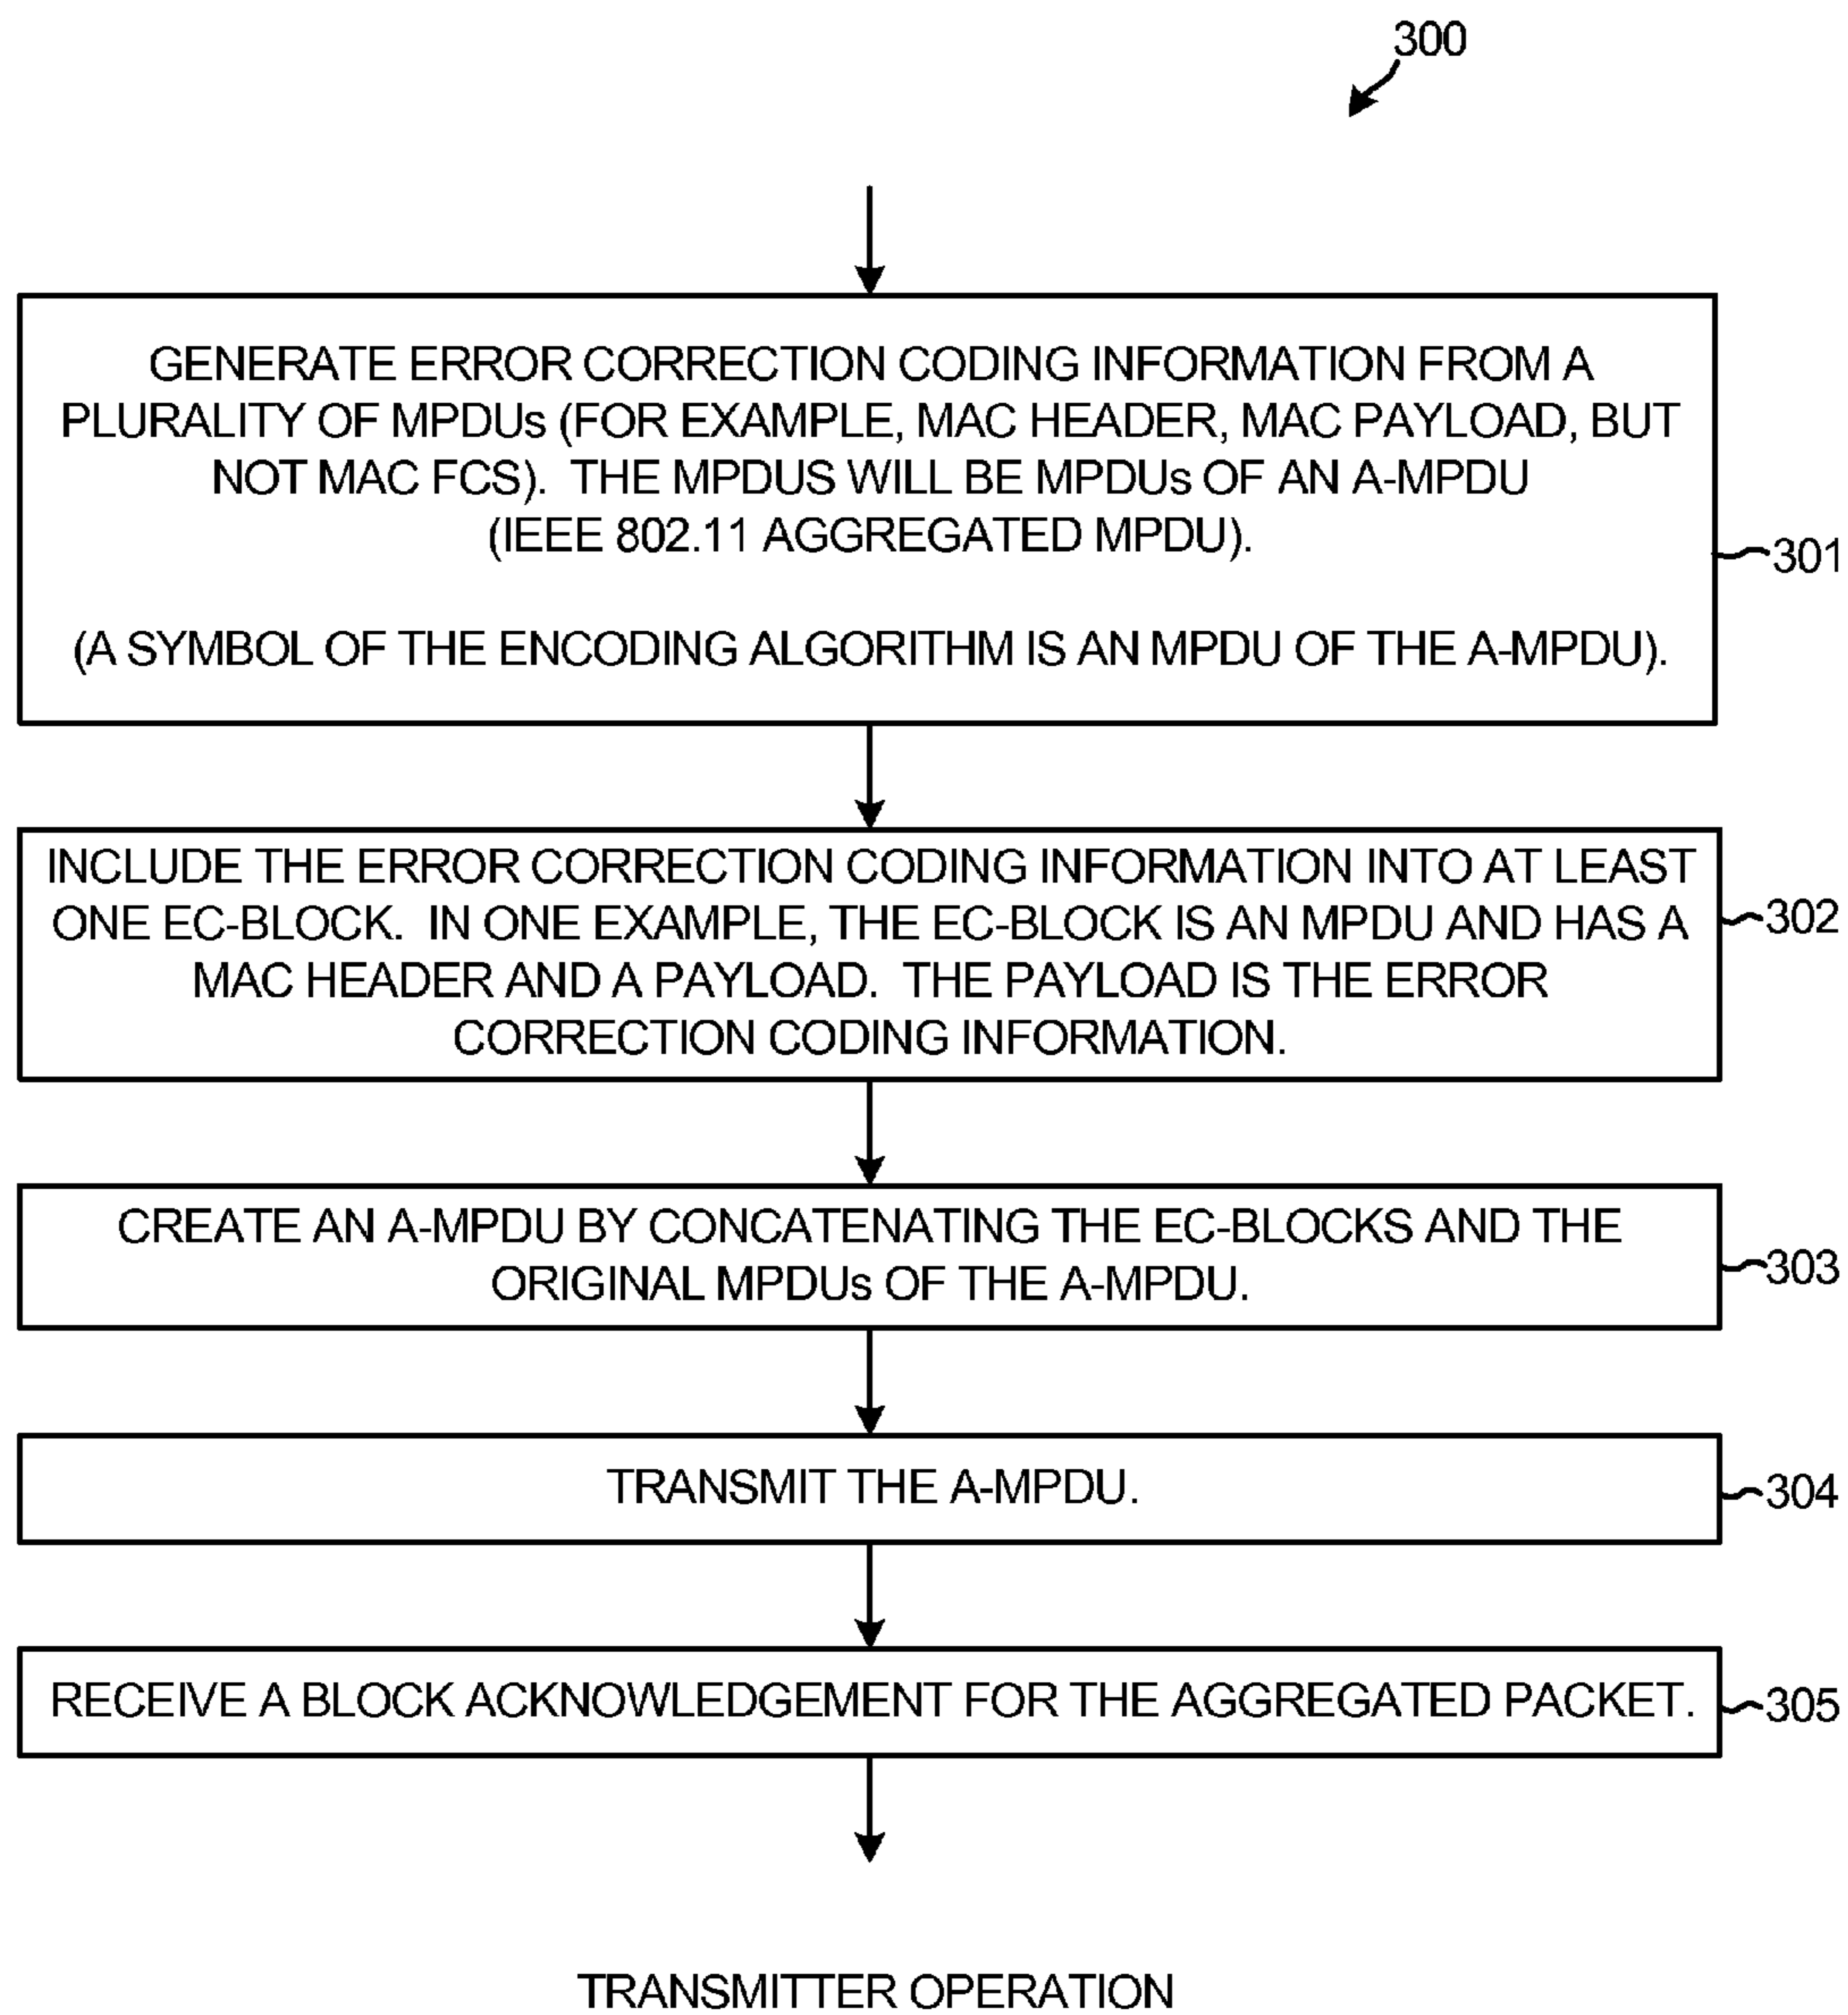 300
GENERATE ERROR CORRECTION CODING INFORMATION FROM A
PLURALITY OF MPDUs (FOR EXAMPLE, MAC HEADER, MAC PAYLOAD, BUT
NOT MAC FCS). THE MPDUS WILL BE MPDUs OF AN A-MPDU
(IEEE 802.11 AGGREGATED MPDU).
301
(A SYMBOL OF THE ENCODING ALGORITHM IS AN MPDU OF THE A-MPDU).
INCLUDE THE ERROR CORRECTION CODING INFORMATION INTO AT LEAST
ONE EC-BLOCK. IN ONE EXAMPLE, THE EC-BLOCK IS AN MPDU AND HAS A
302
MAC HEADER AND A PAYLOAD. THE PAYLOAD IS THE ERROR
CORRECTION CODING INFORMATION.
CREATE AN A-MPDU BY CONCATENATING THE EC-BLOCKS AND THE
ORIGINAL MPDUs OF THE A-MPDU.
303
TRANSMIT THE A-MPDU.
304
RECEIVE A BLOCK ACKNOWLEDGEMENT FOR THE AGGREGATED PACKET.
305
TRANSMITTER OPERATION